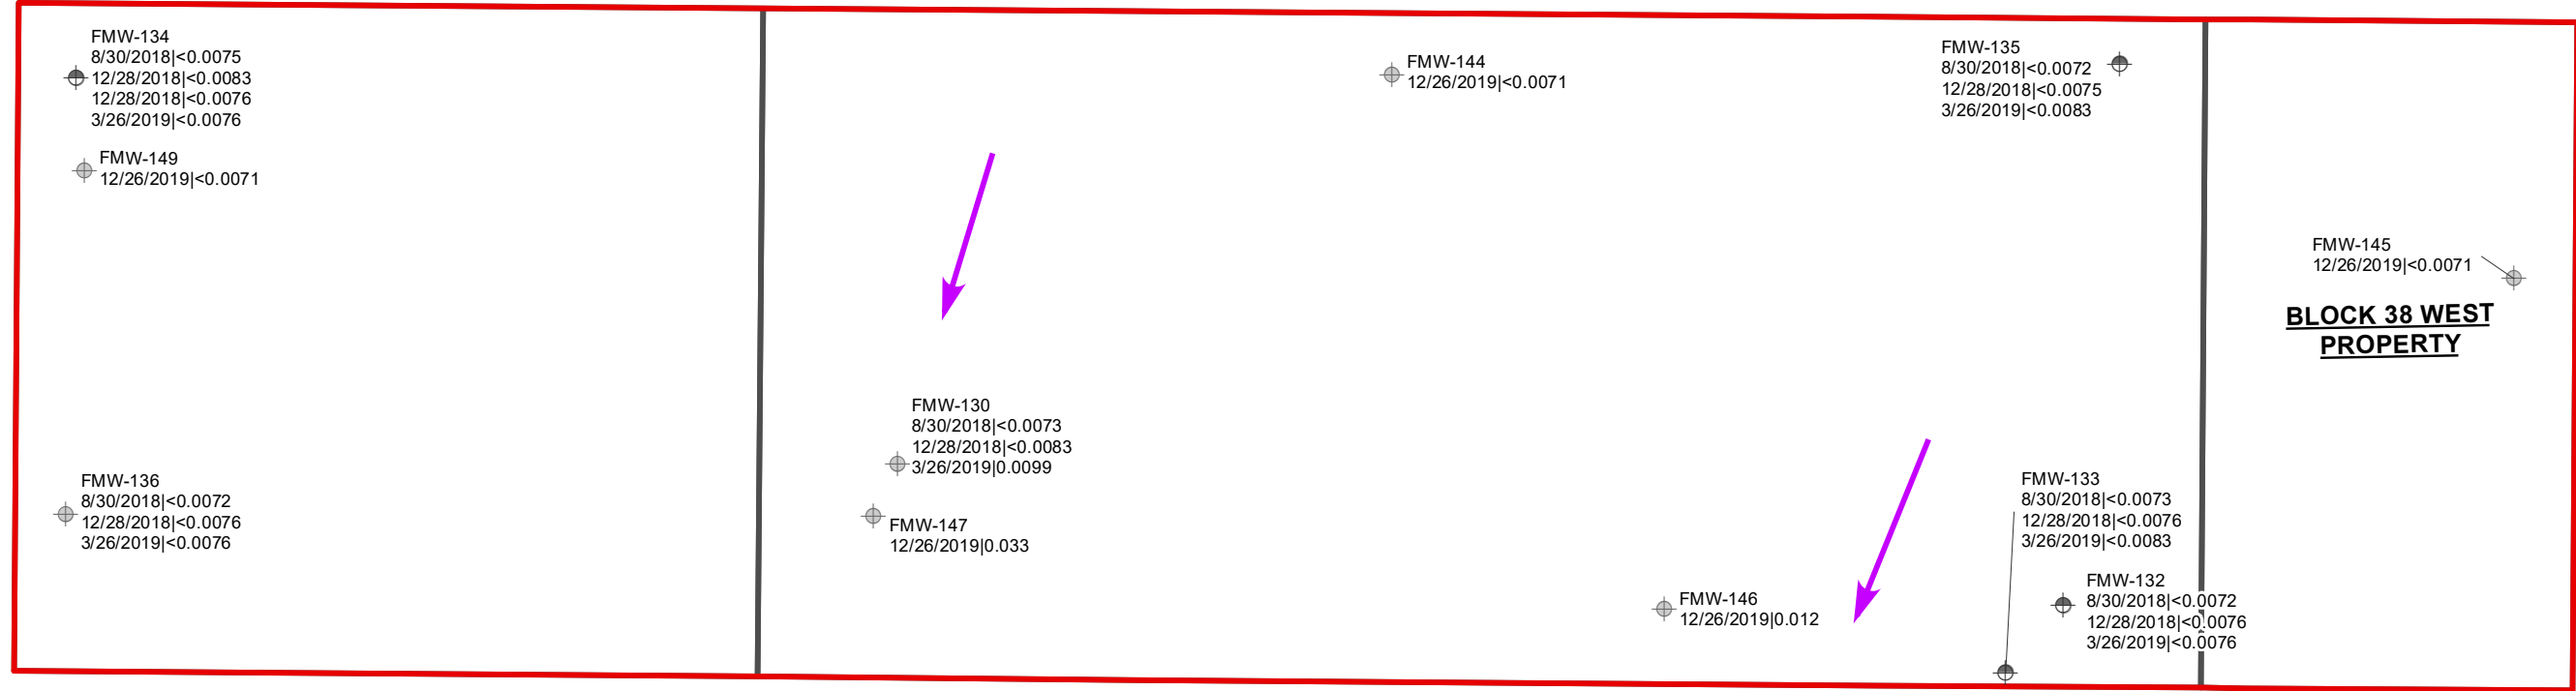 FMW-134
8/30/2018|<0.0075
12/28/2018|<0.0083
12/28/2018|<0.0076
3/26/2019|<0.0076
FMW-149
12/26/2019|<0.0071
FMW-144
12/26/2019|<0.0071
FMW-135
8/30/2018|<0.0072
12/28/2018|<0.0075
3/26/2019|<0.0083
FMW-145
12/26/2019|<0.0071
BLOCK 38 WEST
PROPERTY
FMW-130
8/30/2018|<0.0073
12/28/2018|<0.0083
3/26/2019|0.0099
FMW-136
8/30/2018|<0.0072
12/28/2018|<0.0076
3/26/2019|<0.0076
FMW-147
12/26/2019|0.033
FMW-133
8/30/2018|<0.0073
12/28/2018|<0.0076
3/26/2019|<0.0083
FMW-146
12/26/2019|0.012
FMW-132
8/30/2018|<0.0072
12/28/2018|<0.0076
3/26/2019|<0.0076